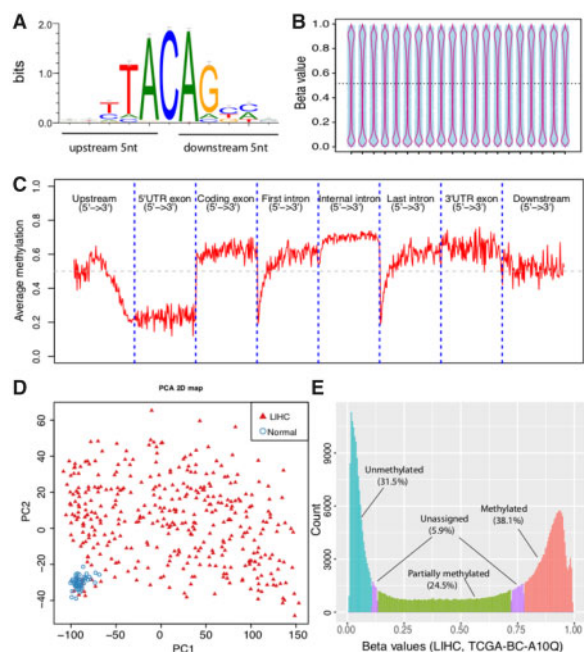 A
bits
2.0
1.0
0.0
TACAG
upstream 5nt
downstream 5nt
B
Beta value
1.0
0.8
0.6
0.4
0.2
0.0
C
Average methylation
1.0
0.8
0.6
0.4
0.2
0.0
Upstream
(5'->3')
5'UTR exon
(5'->3')
Coding exon
(5'->3')
First intron
(5'->3')
Internal intron
(5'->3')
Last intron
(5'->3')
3'UTR exon
(5'->3')
Downstream
(5'->3')
D
PCA 2D map
LIHC
Normal
PC2
60
40
20
0
-20
-40
-100
-50
0
50
100
150
PC1
E
Count
9000
6000
3000
0
Unmethylated
(31.5%)
Unassigned
(5.9%)
Methylated
(38.1%)
Partially methylated
(24.5%)
0.00
0.25
0.50
0.75
1.00
Beta values (LIHC, TCGA-BC-A10Q)